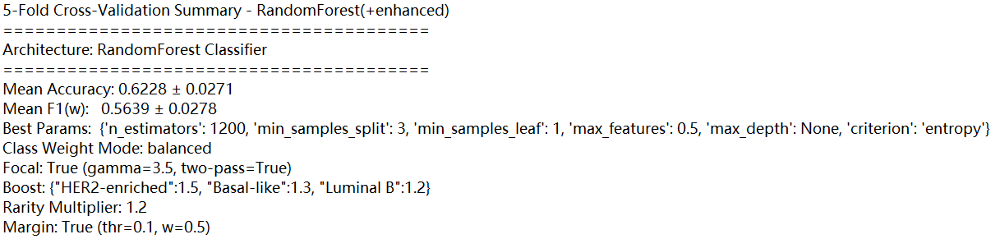 5-Fold Cross-Validation Summary - RandomForest(+enhanced)
========================================
Architecture: RandomForest Classifier
========================================
Mean Accuracy: 0.6228 ± 0.0271
Mean F1(w):   0.5639 ± 0.0278
Best Params:  {'n_estimators': 1200, 'min_samples_split': 3, 'min_samples_leaf': 1, 'max_features': 0.5, 'max_depth': None, 'criterion': 'entropy'}
Class Weight Mode: balanced
Focal: True (gamma=3.5, two-pass=True)
Boost: {"HER2-enriched":1.5, "Basal-like":1.3, "Luminal B":1.2}
Rarity Multiplier: 1.2
Margin: True (thr=0.1, w=0.5)